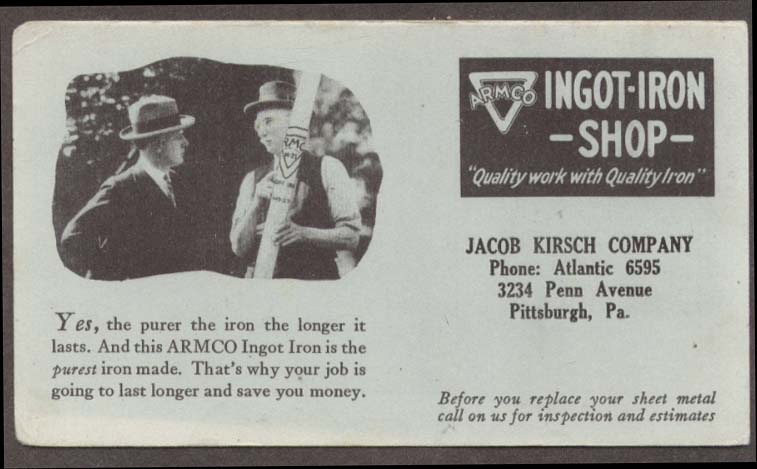 ARMCO
INGOT-IRON
-SHOP-
"Quality work with Quality Iron"
JACOB KIRSCH COMPANY
Phone: Atlantic 6595
3234 Penn Avenue
Pittsburgh, Pa.
Yes, the purer the iron the longer it
lasts. And this ARMCO Ingot Iron is the
purest iron made. That's why your job is
going to last longer and save you money.
Before you replace your sheet metal
call on us for inspection and estimates